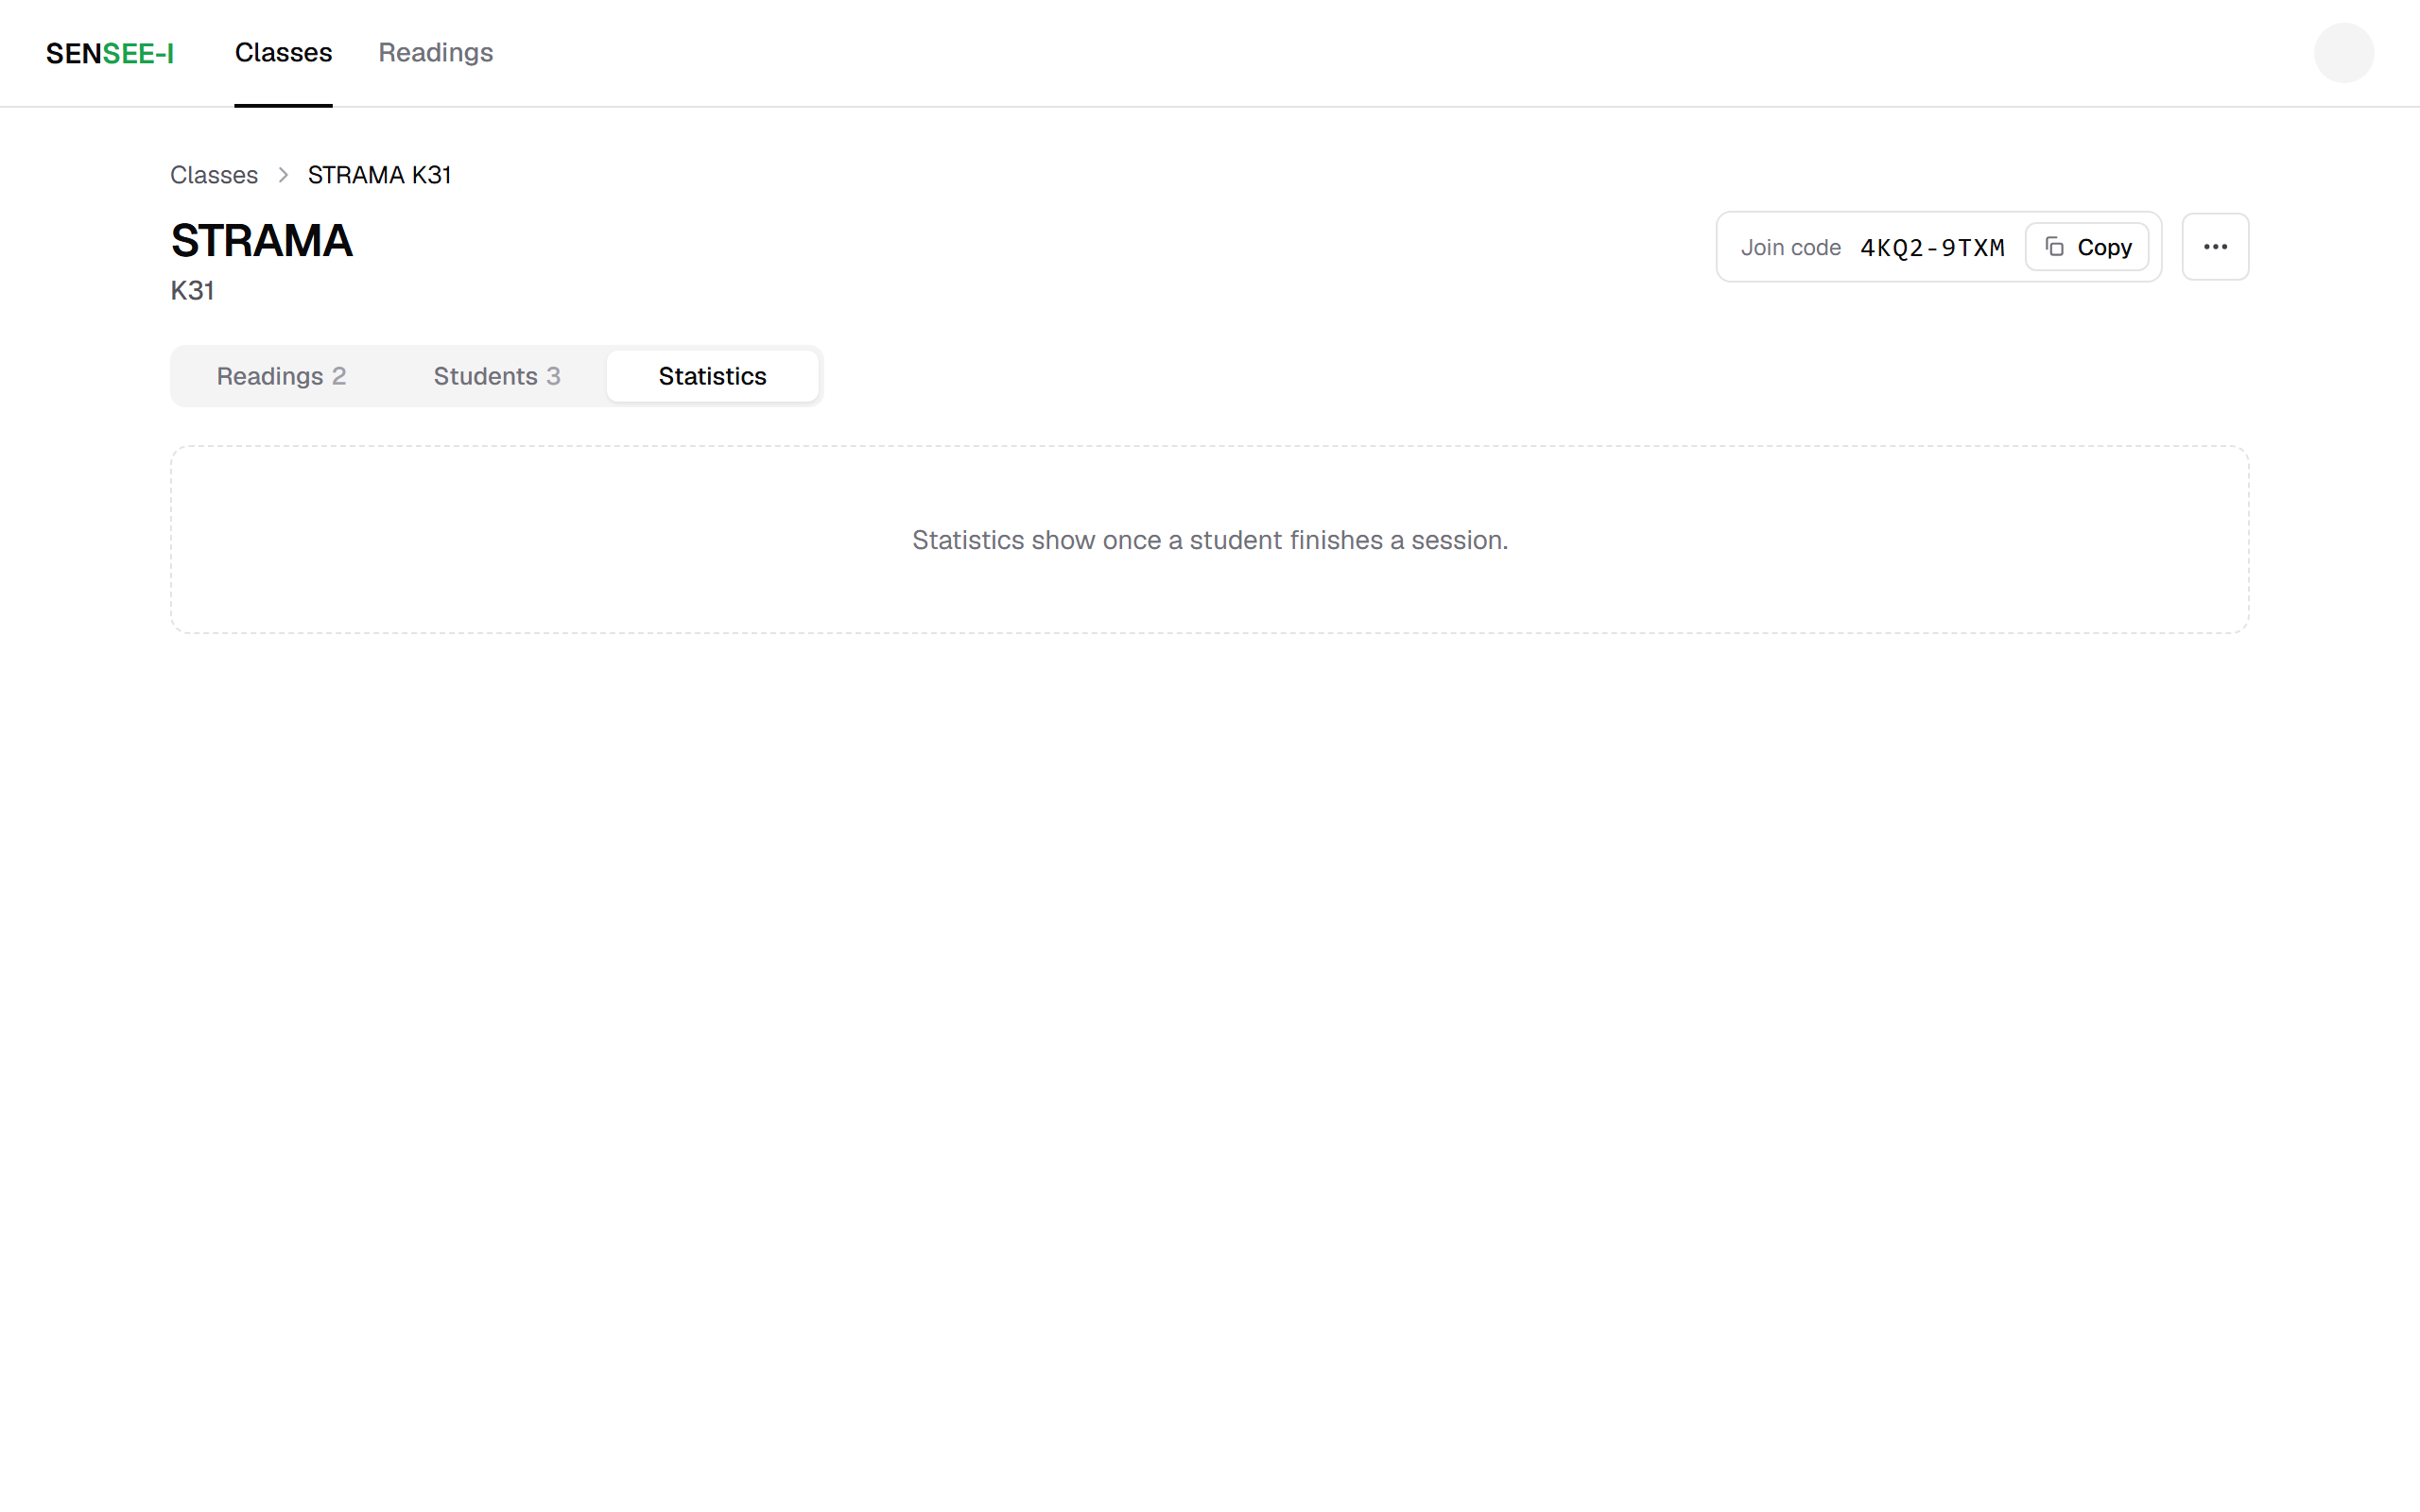 SENSEE-I Classes Readings
Classes > STRAMA K31
STRAMA
K31
Join code 4KQ2-9TXM Copy
Readings 2 Students 3 Statistics
Statistics show once a student finishes a session.